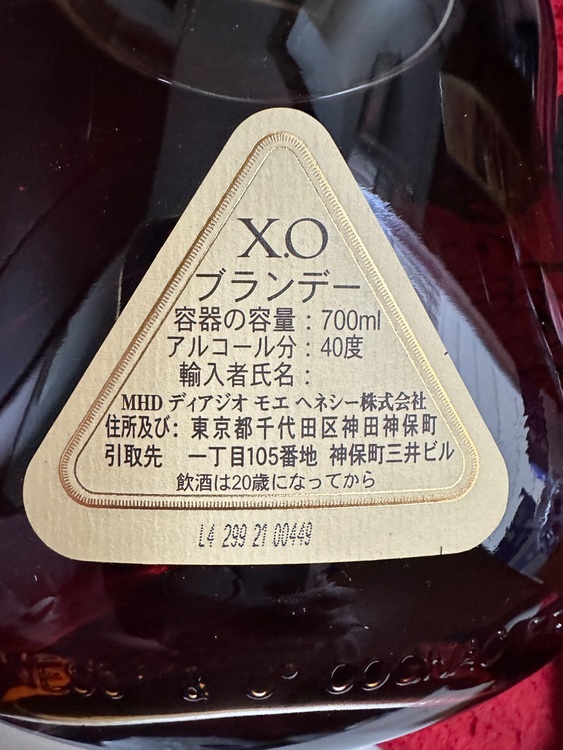 X.O
ブランデー
容器の容量：700ml
アルコール分：40度
輸入者氏名：
MHD ディアジオ モエ ヘネシー株式会社
住所及び：東京都千代田区神田神保町
引取先　一丁目105番地 神保町三井ビル
飲酒は20歳になってから
L4 299 21 00449
& Cº COGNAC